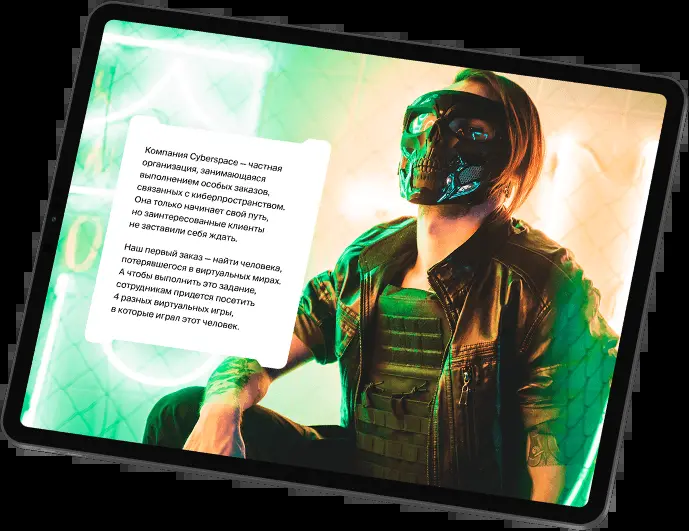 Компания Cyberspace — частная
организация, занимающаяся
выполнением особых заказов,
связанных с киберпространством.
Она только начинает свой путь,
но заинтересованные клиенты
не заставили себя ждать.
Наш первый заказ — найти человека,
потерявшегося в виртуальных мирах.
А чтобы выполнить это задание,
сотрудникам придется посетить
4 разных виртуальных игры,
в которые играл этот человек.